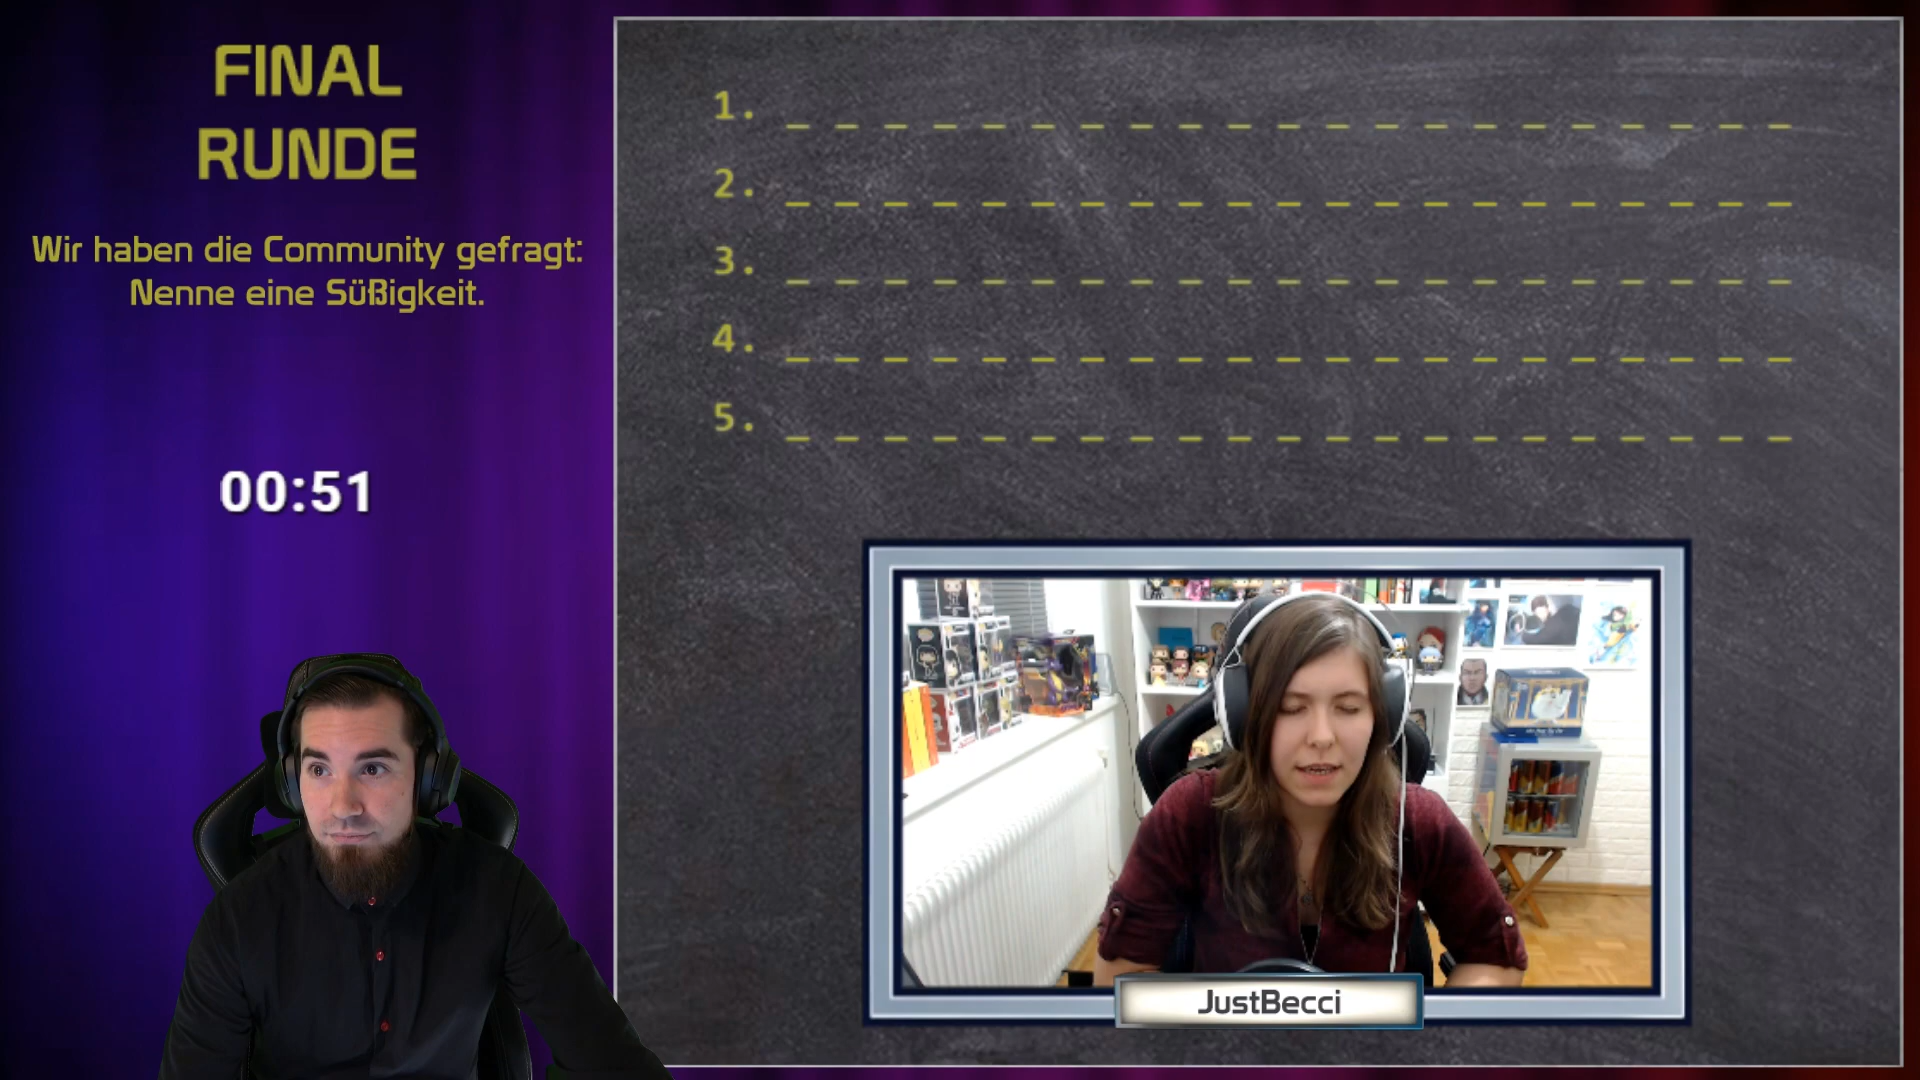 FINAL
RUNDE
Wir haben die Community gefragt:
Nenne eine Süßigkeit.
00:51
1. _ _ _ _ _ _ _ _ _ _ _ _ _ _ _ _ _ _ _ _ _
2. _ _ _ _ _ _ _ _ _ _ _ _ _ _ _ _ _ _ _ _ _
3. _ _ _ _ _ _ _ _ _ _ _ _ _ _ _ _ _ _ _ _ _
4. _ _ _ _ _ _ _ _ _ _ _ _ _ _ _ _ _ _ _ _ _
5. _ _ _ _ _ _ _ _ _ _ _ _ _ _ _ _ _ _ _ _ _
JustBecci